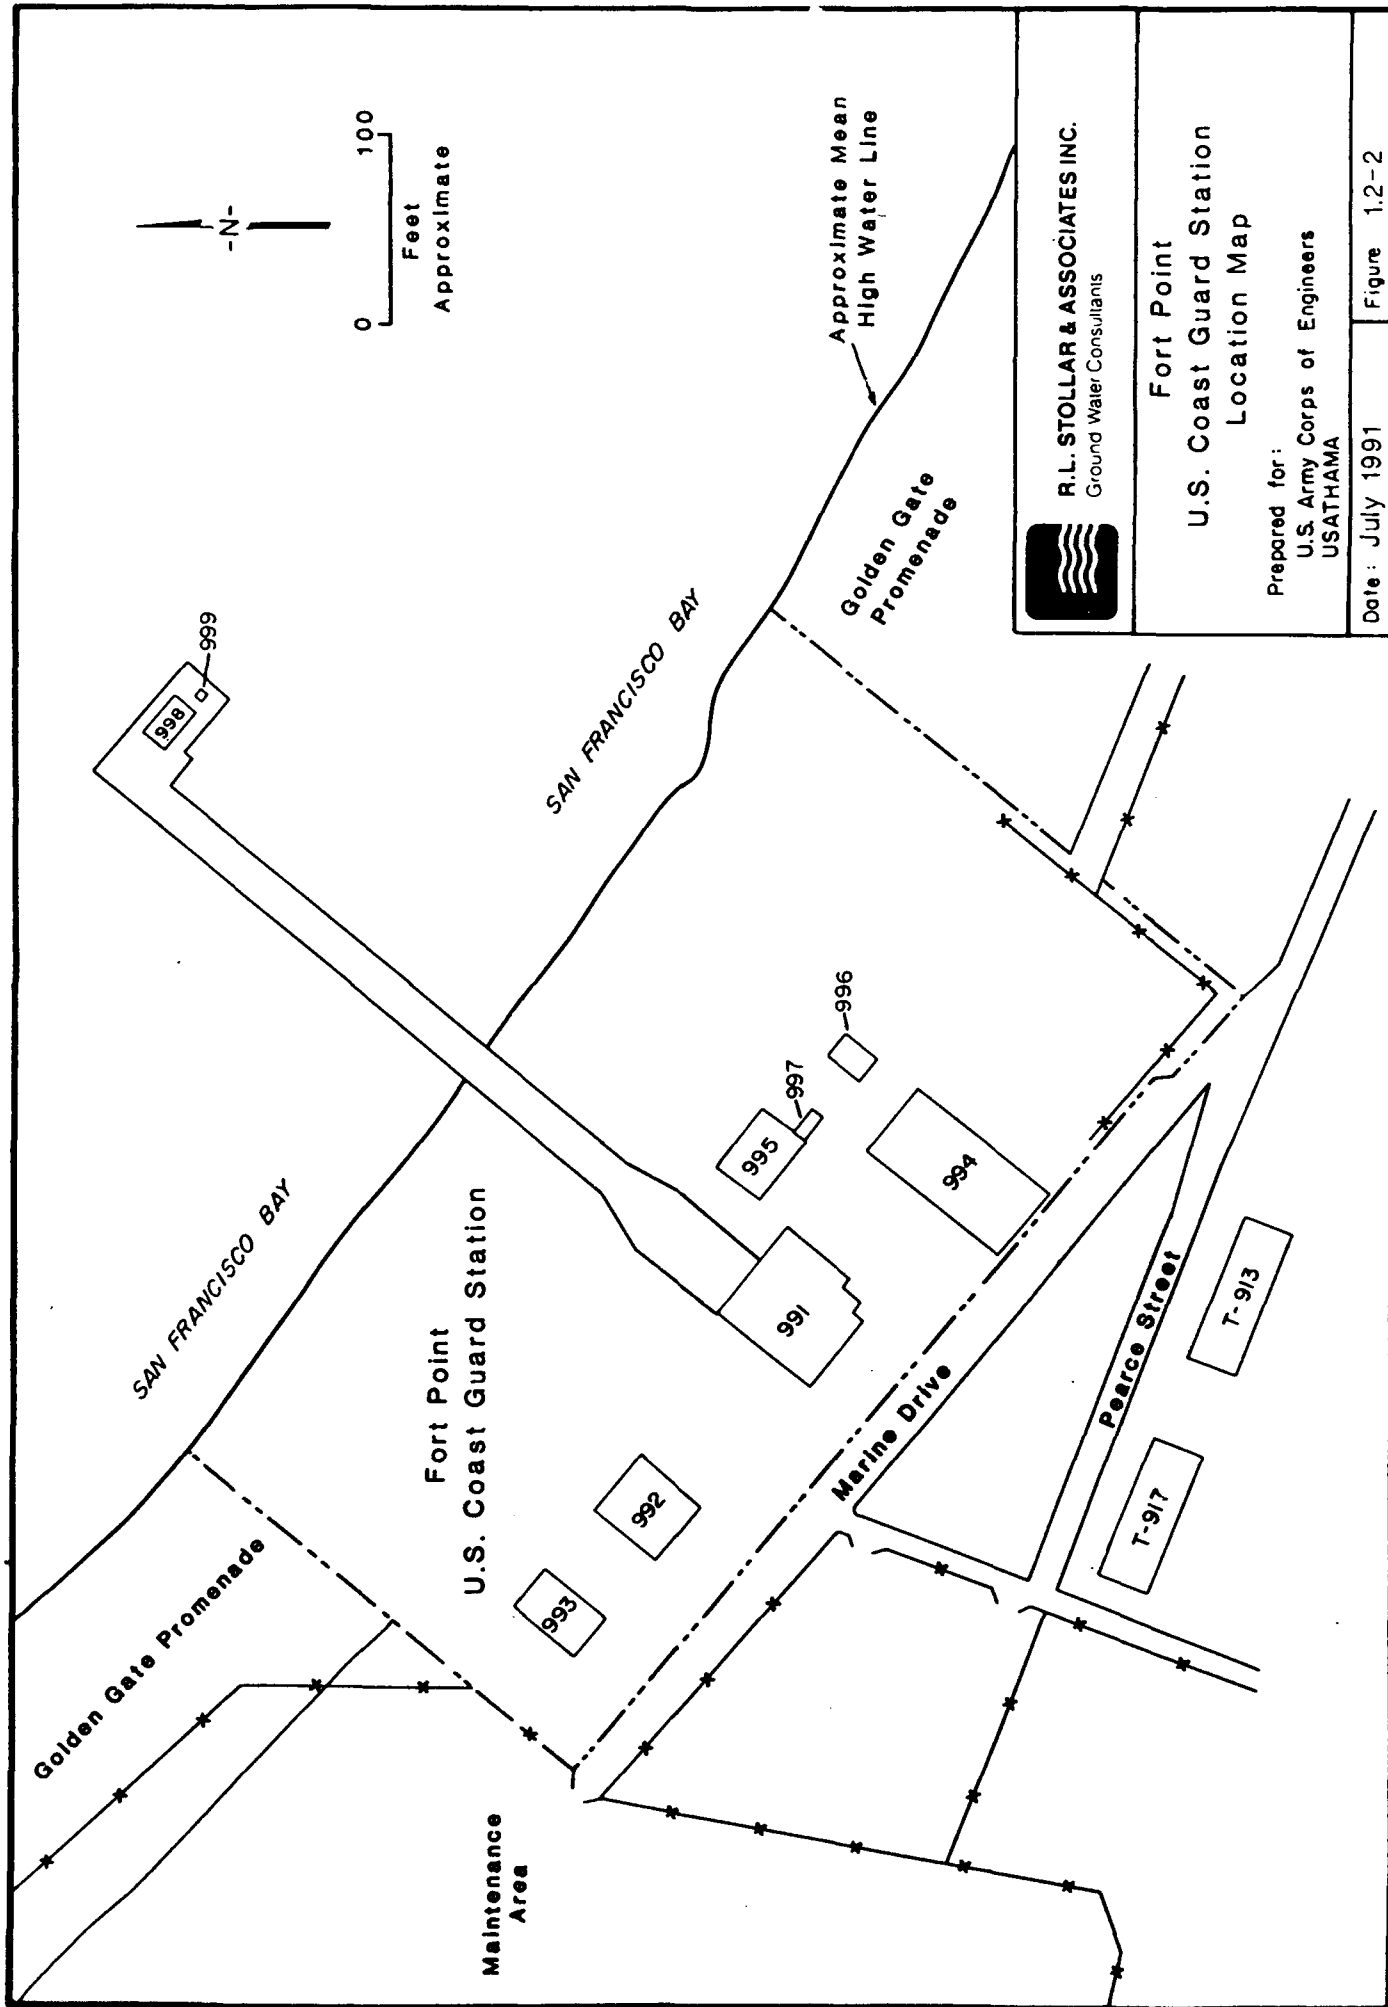 -N-
0 100
Feet
Approximate
999
998
SAN FRANCISCO BAY
Approximate Mean
High Water Line
SAN FRANCISCO BAY
Golden Gate
Promenade
Golden Gate Promenade
Fort Point
U.S. Coast Guard Station
996
997
995
994
991
992
993
Maintenance
Area
Marine Drive
Pearce Street
T-913
T-917
R.L. STOLLAR & ASSOCIATES INC.
Ground Water Consultants
Fort Point
U.S. Coast Guard Station
Location Map
Prepared for:
U.S. Army Corps of Engineers
USATHAMA
Date: July 1991
Figure 1.2-2